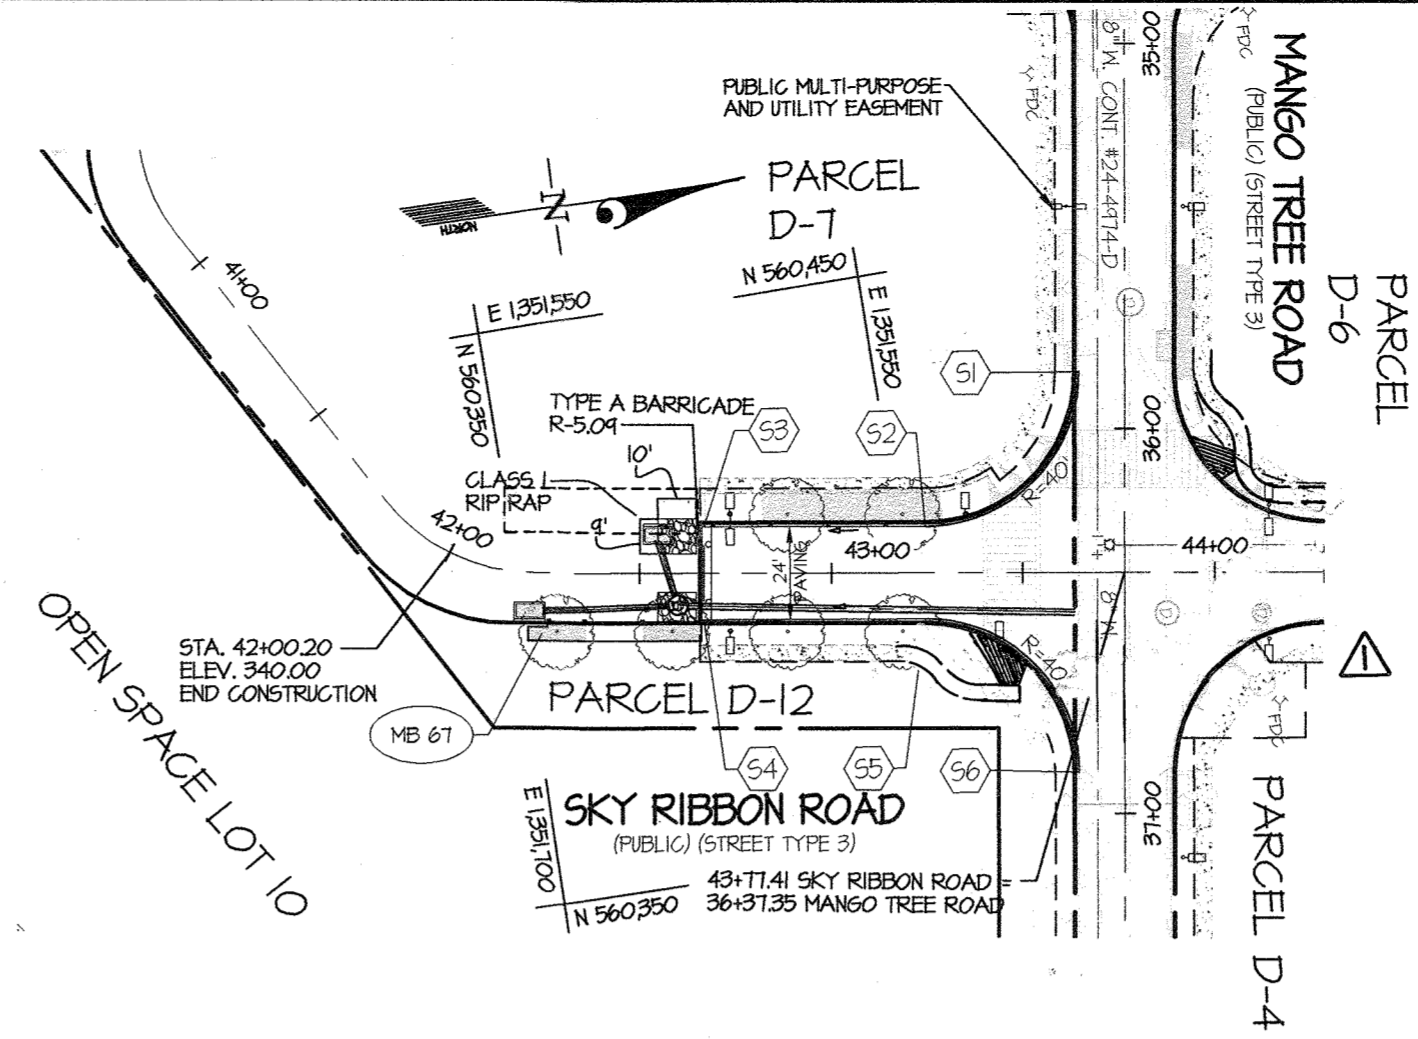 PUBLIC MULTI-PURPOSE
AND UTILITY EASEMENT
FDC
8" W. CONT. #24-4974-D
35+00
FDC
MANGO TREE ROAD
(PUBLIC) (STREET TYPE 3)
PARCEL
D-6
PARCEL
D-7
N
NORTH
N 560,450
E 1,351,550
E 1,351,550
N 560,350
41+00
D
S1
TYPE A BARRICADE
R-5.09
S3
S2
36+00
10'
CLASS I
RIP RAP
9'
R=40'
42+00
24'
PAVING
43+00
44+00
8" W.
D
D
STA. 42+00.20
ELEV. 340.00
END CONSTRUCTION
R=40'
1
OPEN SPACE LOT 10
PARCEL D-12
MB 67
FDC
S4
S5
S6
E 1,351,700
SKY RIBBON ROAD
(PUBLIC) (STREET TYPE 3)
37+00
PARCEL D-4
N 560,350
43+77.41 SKY RIBBON ROAD =
36+37.35 MANGO TREE ROAD